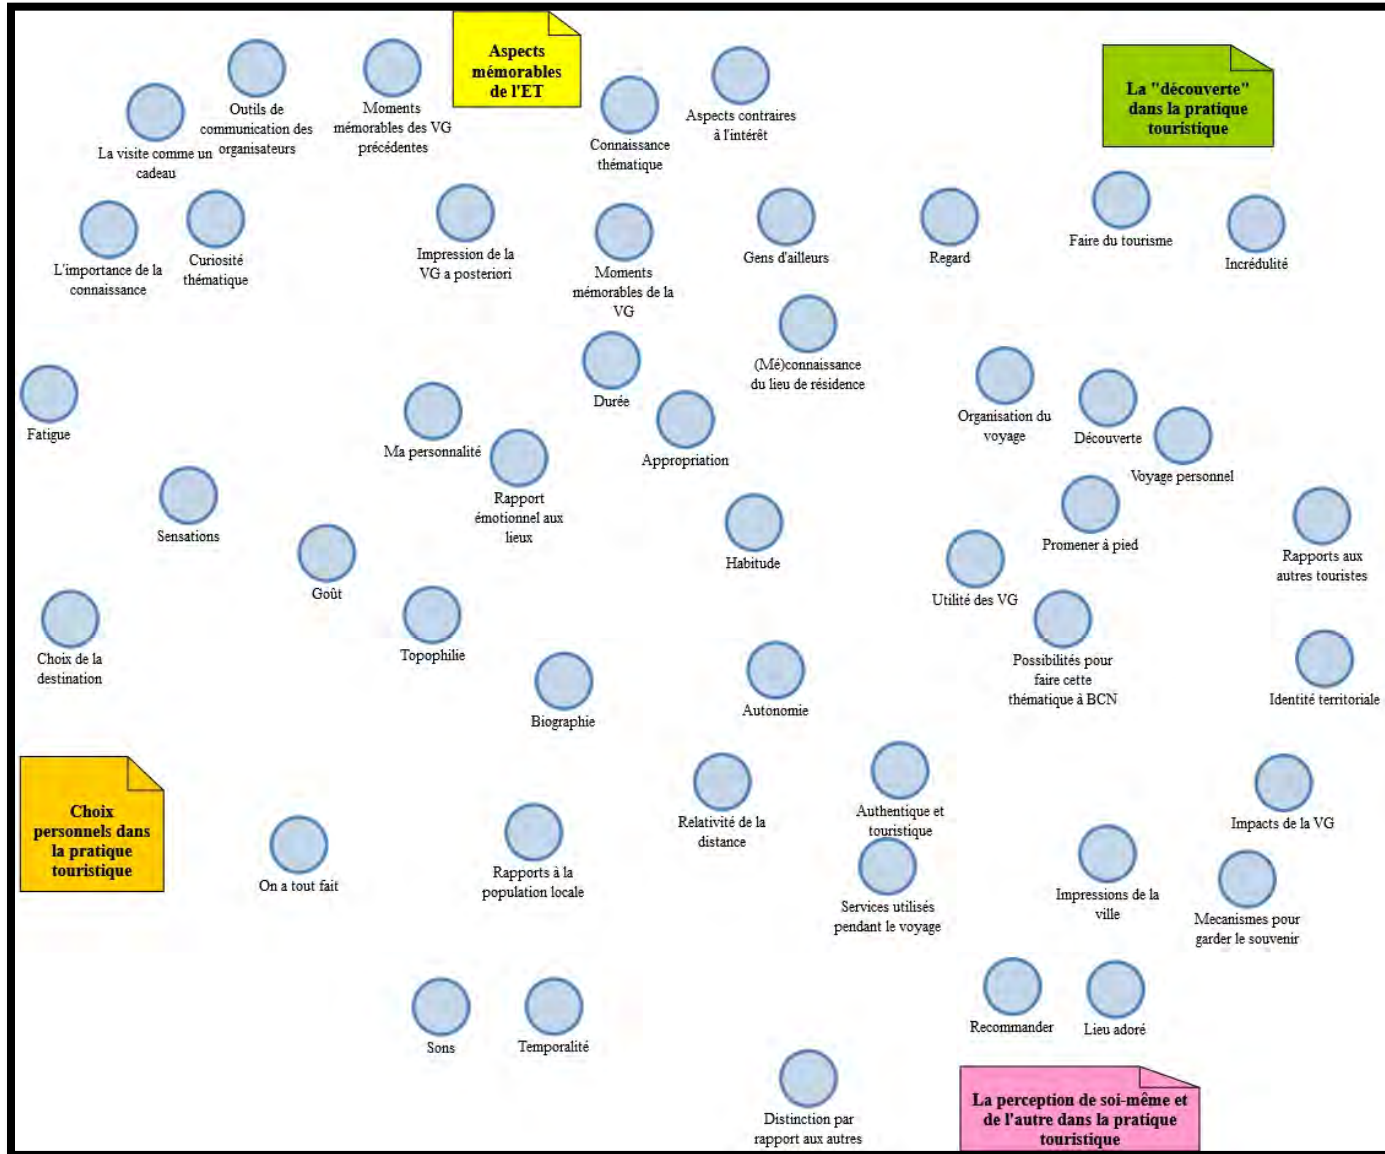 Aspects
mémorables
de l'ET
La "découverte"
dans la pratique
touristique
Outils de
communication des
organisateurs
Moments
mémorables des VG
précédentes
La visite comme un
cadeau
Connaissance
thématique
Aspects contraires
à l'intérêt
L'importance de la
connaissance
Curiosité
thématique
Impression de la
VG a posteriori
Moments
mémorables de la
VG
Gens d'ailleurs
Regard
Faire du tourisme
Incrédulité
(Mé)connaissance
du lieu de résidence
Fatigue
Ma personnalité
Durée
Appropriation
Organisation du
voyage
Découverte
Voyage personnel
Sensations
Rapport
émotionnel aux
lieux
Goût
Habitude
Promener à pied
Rapports aux
autres touristes
Utilité des VG
Choix de la
destination
Topophilie
Biographie
Autonomie
Possibilités pour
faire cette
thématique à BCN
Identité territoriale
Choix
personnels dans
la pratique
touristique
On a tout fait
Rapports à la
population locale
Relativité de la
distance
Authentique et
touristique
Services utilisés
pendant le voyage
Impacts de la VG
Impressions de la
ville
Mecanismes pour
garder le souvenir
Sons
Temporalité
Recommander
Lieu adoré
Distinction par
rapport aux autres
La perception de soi-même et
de l'autre dans la pratique
touristique